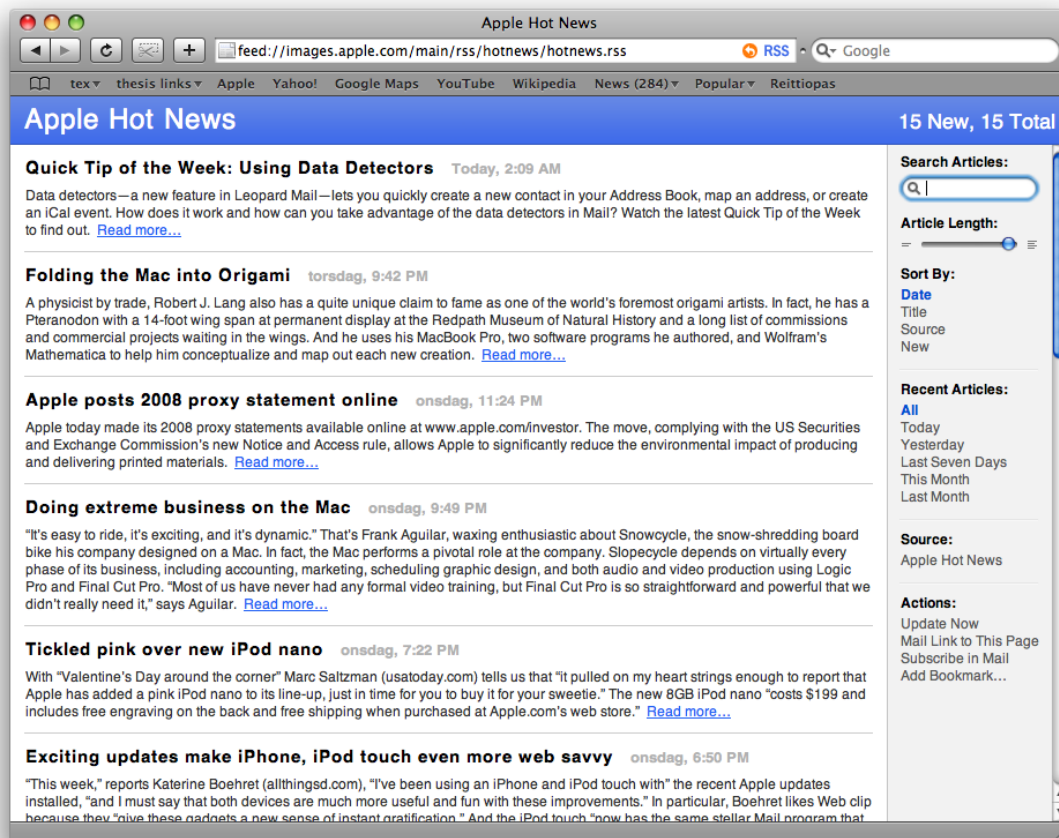 Apple Hot News
feed://images.apple.com/main/rss/hotnews/hotnews.rss
RSS
Google
tex
thesis links
Apple
Yahoo!
Google Maps
YouTube
Wikipedia
News (284)
Popular
Reittiopas
Apple Hot News
15 New, 15 Total
Quick Tip of the Week: Using Data Detectors Today, 2:09 AM
Data detectors—a new feature in Leopard Mail—lets you quickly create a new contact in your Address Book, map an address, or create
an iCal event. How does it work and how can you take advantage of the data detectors in Mail? Watch the latest Quick Tip of the Week
to find out. Read more…
Folding the Mac into Origami torsdag, 9:42 PM
A physicist by trade, Robert J. Lang also has a quite unique claim to fame as one of the world’s foremost origami artists. In fact, he has a
Pteranodon with a 14-foot wing span at permanent display at the Redpath Museum of Natural History and a long list of commissions
and commercial projects waiting in the wings. And he uses his MacBook Pro, two software programs he authored, and Wolfram’s
Mathematica to help him conceptualize and map out each new creation. Read more…
Apple posts 2008 proxy statement online onsdag, 11:24 PM
Apple today made its 2008 proxy statements available online at www.apple.com/investor. The move, complying with the US Securities
and Exchange Commission’s new Notice and Access rule, allows Apple to significantly reduce the environmental impact of producing
and delivering printed materials. Read more…
Doing extreme business on the Mac onsdag, 9:49 PM
“It’s easy to ride, it’s exciting, and it’s dynamic.” That’s Frank Aguilar, waxing enthusiastic about Snowcycle, the snow-shredding board
bike his company designed on a Mac. In fact, the Mac performs a pivotal role at the company. Slopecycle depends on virtually every
phase of its business, including accounting, marketing, scheduling graphic design, and both audio and video production using Logic
Pro and Final Cut Pro. “Most of us have never had any formal video training, but Final Cut Pro is so straightforward and powerful that we
didn’t really need it,” says Aguilar. Read more…
Tickled pink over new iPod nano onsdag, 7:22 PM
With “Valentine’s Day around the corner” Marc Saltzman (usatoday.com) tells us that “it pulled on my heart strings enough to report that
Apple has added a pink iPod nano to its line-up, just in time for you to buy it for your sweetie.” The new 8GB iPod nano “costs $199 and
includes free engraving on the back and free shipping when purchased at Apple.com’s web store.” Read more…
Exciting updates make iPhone, iPod touch even more web savvy onsdag, 6:50 PM
“This week,” reports Katerine Boehret (allthingsd.com), “I’ve been using an iPhone and iPod touch with” the recent Apple updates
installed, “and I must say that both devices are much more useful and fun with these improvements.” In particular, Boehret likes Web clip
because they “give these gadgets a new sense of instant gratification.” And the iPod touch “now has the same stellar Mail program that
Search Articles:
Article Length:
Sort By:
Date
Title
Source
New
Recent Articles:
All
Today
Yesterday
Last Seven Days
This Month
Last Month
Source:
Apple Hot News
Actions:
Update Now
Mail Link to This Page
Subscribe in Mail
Add Bookmark…